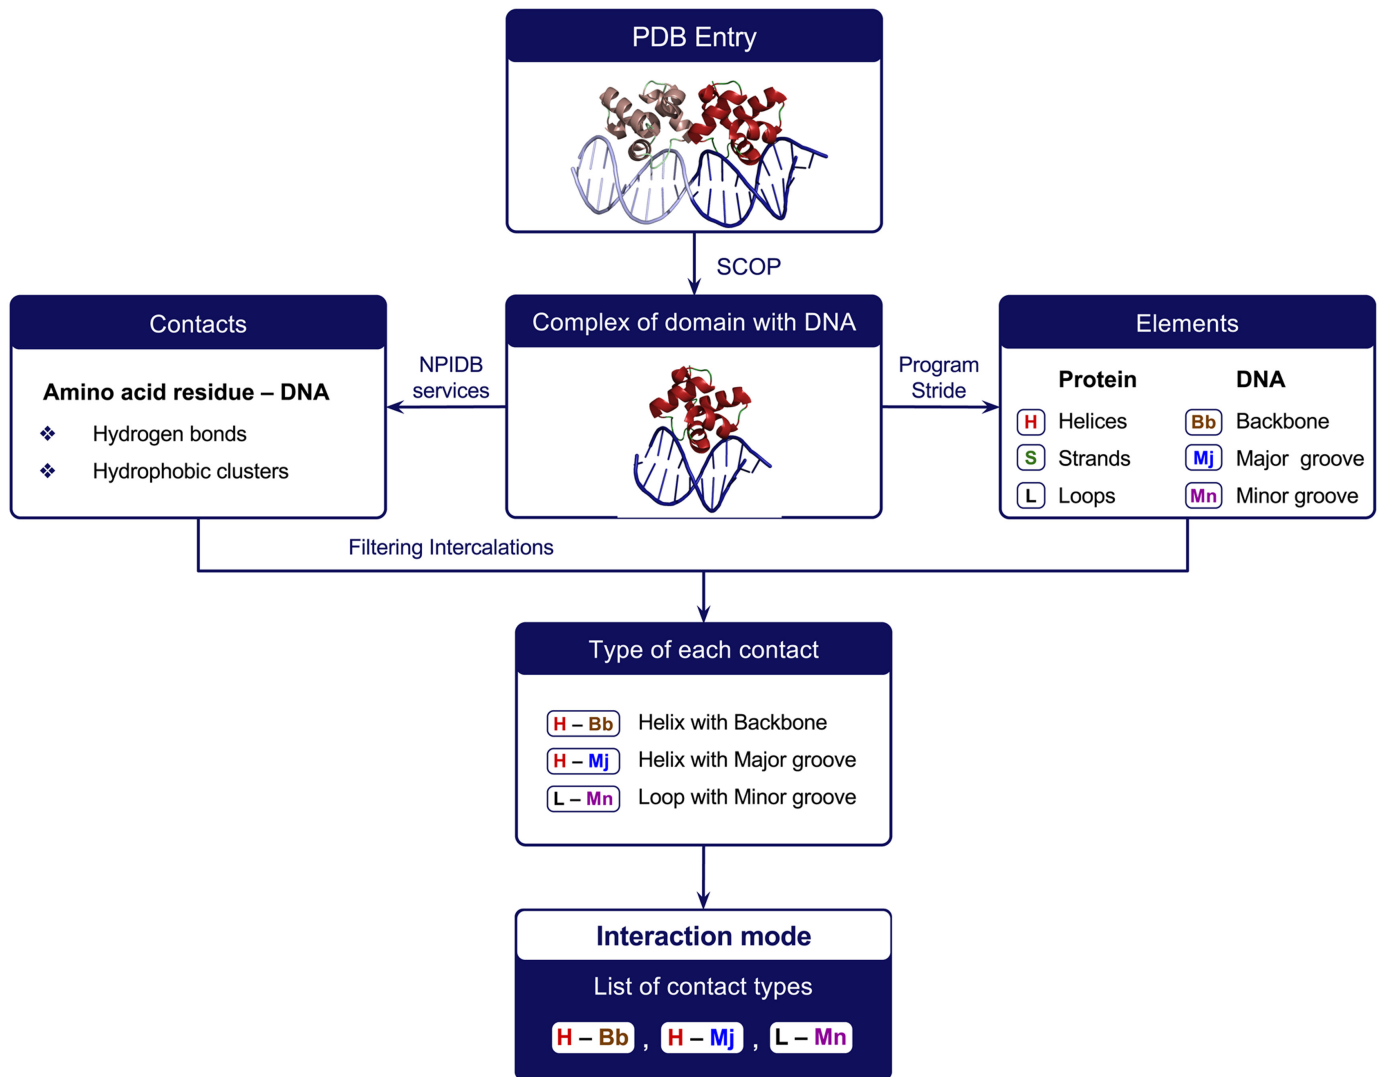 PDB Entry
SCOP
Contacts
Amino acid residue – DNA
❖ Hydrogen bonds
❖ Hydrophobic clusters
NPIDB
services
Complex of domain with DNA
Program
Stride
Elements
Protein DNA
H Helices Bb Backbone
S Strands Mj Major groove
L Loops Mn Minor groove
Filtering Intercalations
Type of each contact
H – Bb Helix with Backbone
H – Mj Helix with Major groove
L – Mn Loop with Minor groove
Interaction mode
List of contact types
H – Bb , H – Mj , L – Mn